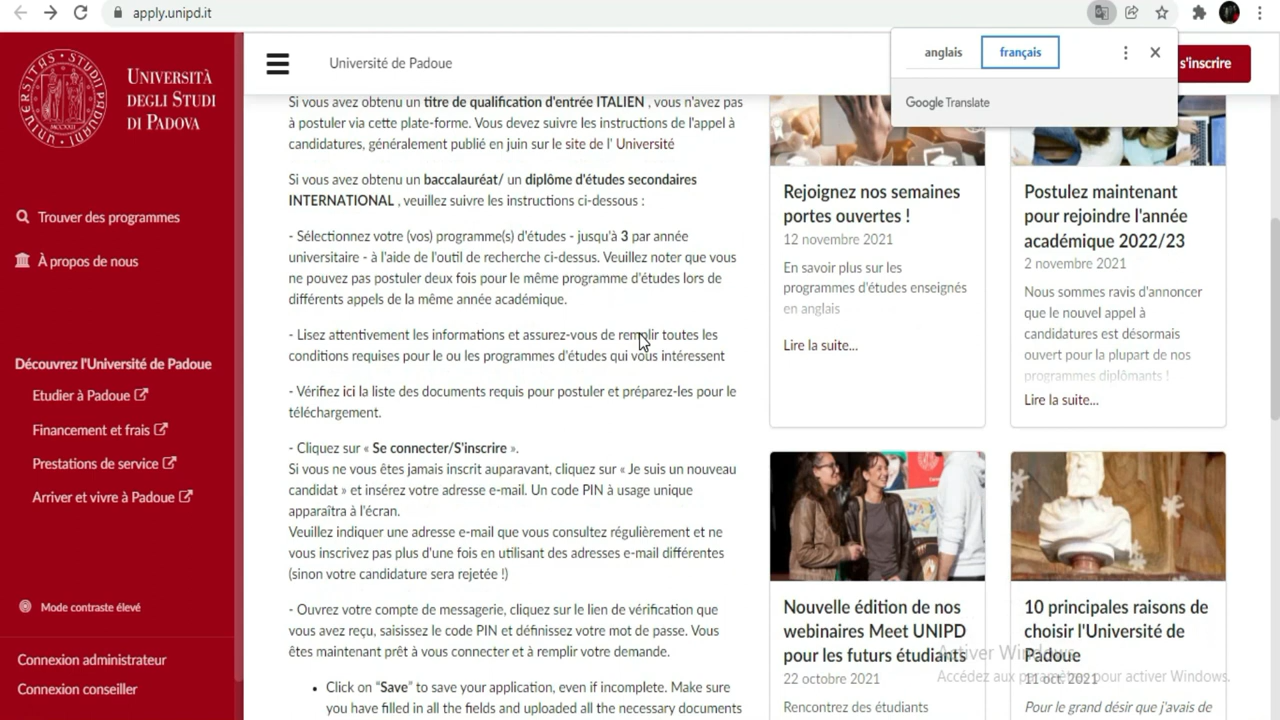 apply.unipd.it
anglais
français
Google Translate
UNIVERSITÀ
DEGLI STUDI
DI PADOVA
Université de Padoue
s'inscrire
Trouver des programmes
À propos de nous
Découvrez l'Université de Padoue
Etudier à Padoue
Financement et frais
Prestations de service
Arriver et vivre à Padoue
Mode contraste élevé
Connexion administrateur
Connexion conseiller
Si vous avez obtenu un titre de qualification d'entrée ITALIEN , vous n'avez pas
à postuler via cette plate-forme. Vous devez suivre les instructions de l'appel à
candidatures, généralement publié en juin sur le site de l' Université
Si vous avez obtenu un baccalauréat/ un diplôme d'études secondaires
INTERNATIONAL , veuillez suivre les instructions ci-dessous :
- Sélectionnez votre (vos) programme(s) d'études - jusqu'à 3 par année
universitaire - à l'aide de l'outil de recherche ci-dessus. Veuillez noter que vous
ne pouvez pas postuler deux fois pour le même programme d'études lors de
différents appels de la même année académique.
- Lisez attentivement les informations et assurez-vous de remplir toutes les
conditions requises pour le ou les programmes d'études qui vous intéressent
- Vérifiez ici la liste des documents requis pour postuler et préparez-les pour le
téléchargement.
- Cliquez sur « Se connecter/S'inscrire ».
Si vous ne vous êtes jamais inscrit auparavant, cliquez sur « Je suis un nouveau
candidat » et insérez votre adresse e-mail. Un code PIN à usage unique
apparaîtra à l'écran.
Veuillez indiquer une adresse e-mail que vous consultez régulièrement et ne
vous inscrivez pas plus d'une fois en utilisant des adresses e-mail différentes
(sinon votre candidature sera rejetée !)
- Ouvrez votre compte de messagerie, cliquez sur le lien de vérification que
vous avez reçu, saisissez le code PIN et définissez votre mot de passe. Vous
êtes maintenant prêt à vous connecter et à remplir votre demande.
• Click on “Save” to save your application, even if incomplete. Make sure
you have filled in all the fields and uploaded all the necessary documents
Rejoignez nos semaines
portes ouvertes !
12 novembre 2021
En savoir plus sur les
programmes d'études enseignés
en anglais
Lire la suite...
Postulez maintenant
pour rejoindre l'année
académique 2022/23
2 novembre 2021
Nous sommes ravis d'annoncer
que le nouvel appel à
candidatures est désormais
ouvert pour la plupart de nos
programmes diplômants !
Lire la suite...
Nouvelle édition de nos
webinaires Meet UNIPD
pour les futurs étudiants
22 octobre 2021
Rencontrez des étudiants
10 principales raisons de
choisir l'Université de
Padoue
11 oct. 2021
Pour le grand désir que j'avais de
Activer Windows
Accédez aux paramètres pour activer Windows.